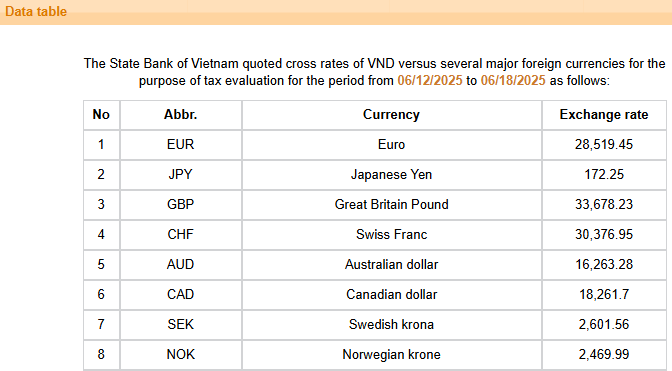 Data table
The State Bank of Vietnam quoted cross rates of VND versus several major foreign currencies for the
purpose of tax evaluation for the period from 06/12/2025 to 06/18/2025 as follows:
No Abbr. Currency Exchange rate
1 EUR Euro 28,519.45
2 JPY Japanese Yen 172.25
3 GBP Great Britain Pound 33,678.23
4 CHF Swiss Franc 30,376.95
5 AUD Australian dollar 16,263.28
6 CAD Canadian dollar 18,261.7
7 SEK Swedish krona 2,601.56
8 NOK Norwegian krone 2,469.99